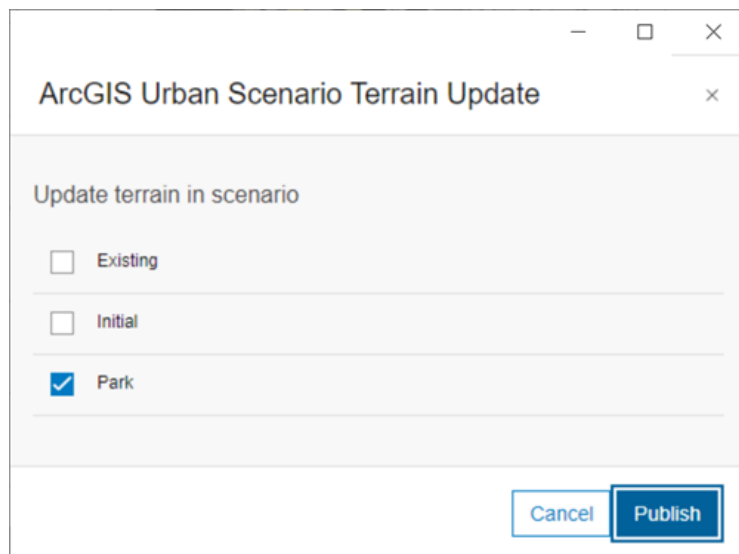 ArcGIS Urban Scenario Terrain Update
Update terrain in scenario
Existing
Initial
Park
Cancel Publish